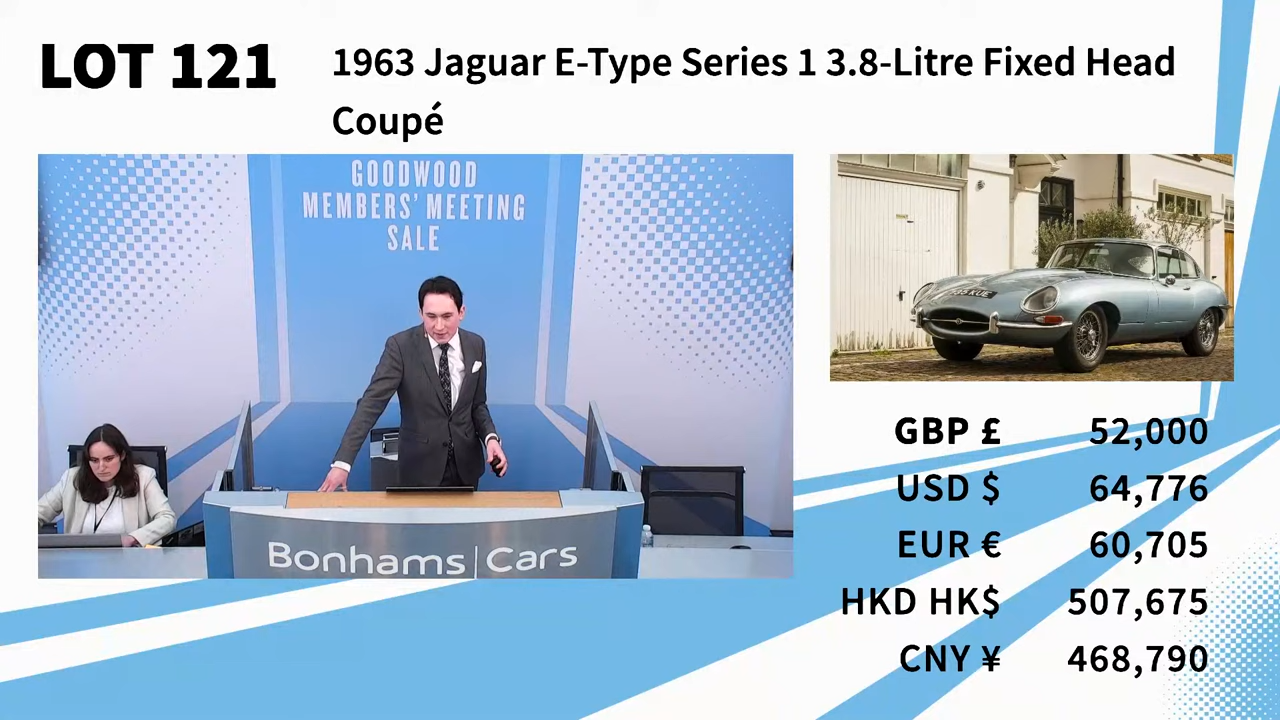 LOT 121
1963 Jaguar E-Type Series 1 3.8-Litre Fixed Head
Coupé
GOODWOOD
MEMBERS' MEETING
SALE
Bonhams | Cars
GBP £ 52,000
USD $ 64,776
EUR € 60,705
HKD HK$ 507,675
CNY ¥ 468,790